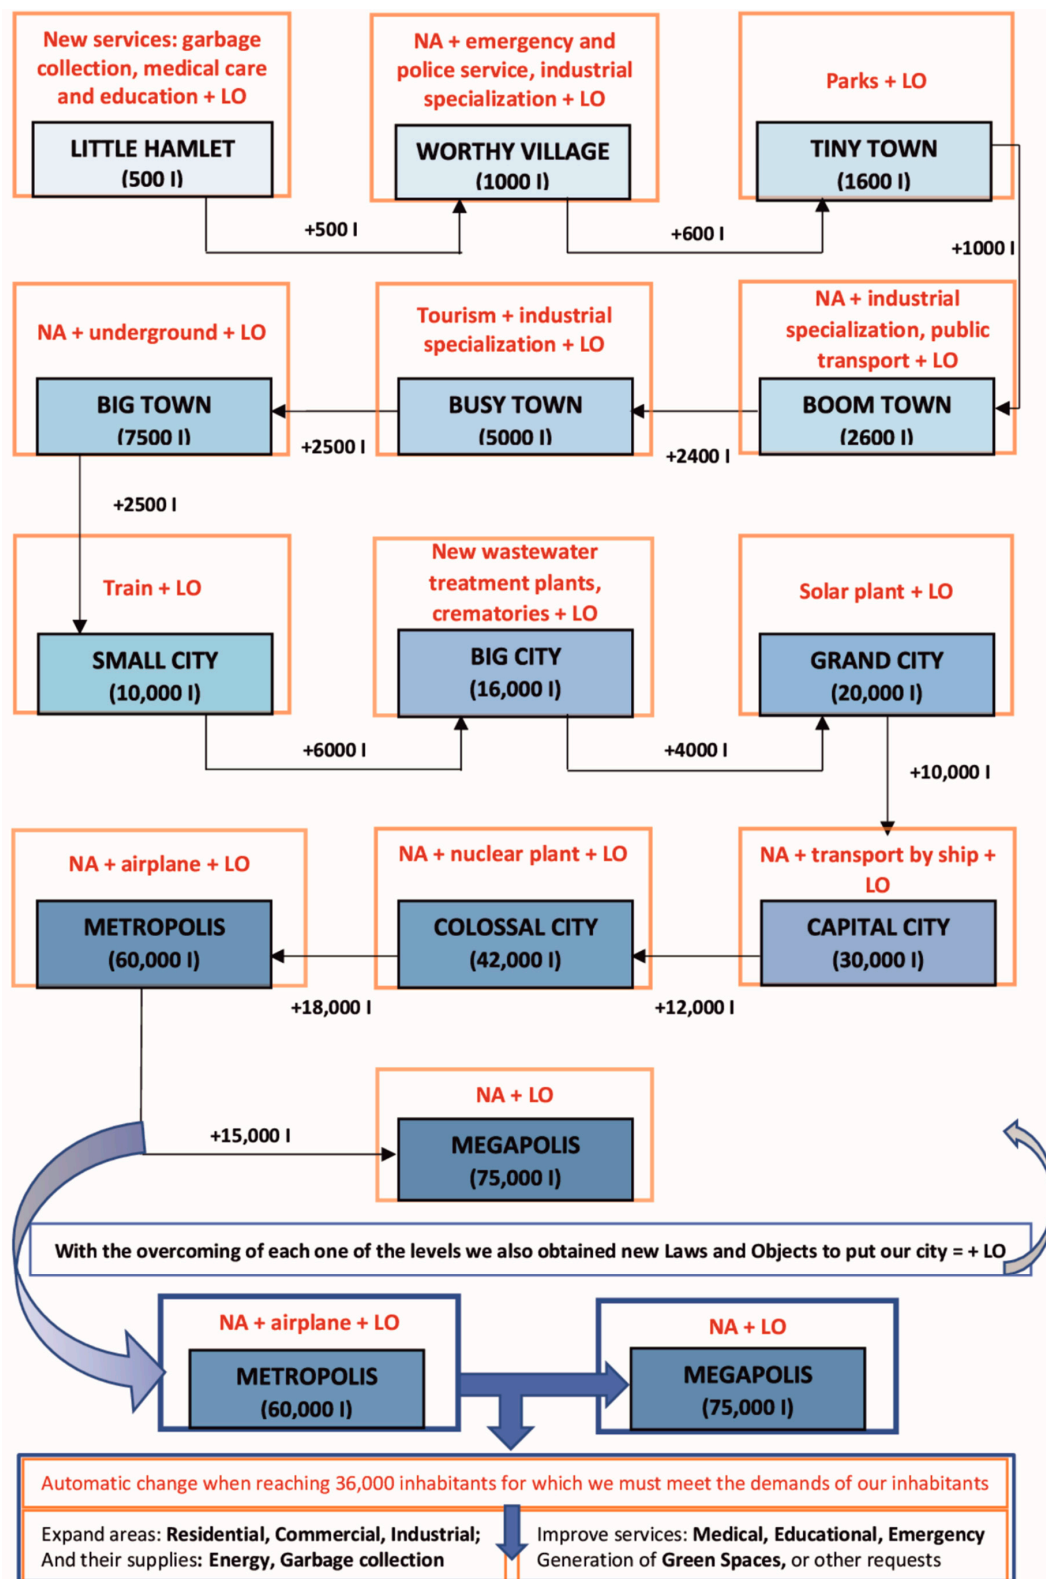 New services: garbage
collection, medical care
and education + LO
LITTLE HAMLET
(500 I)
NA + emergency and
police service, industrial
specialization + LO
WORTHY VILLAGE
(1000 I)
Parks + LO
TINY TOWN
(1600 I)
+500 I
+600 I
+1000 I
NA + underground + LO
BIG TOWN
(7500 I)
Tourism + industrial
specialization + LO
BUSY TOWN
(5000 I)
NA + industrial
specialization, public
transport + LO
BOOM TOWN
(2600 I)
+2500 I
+2400 I
+2500 I
Train + LO
SMALL CITY
(10,000 I)
New wastewater
treatment plants,
crematories + LO
BIG CITY
(16,000 I)
Solar plant + LO
GRAND CITY
(20,000 I)
+6000 I
+4000 I
+10,000 I
NA + airplane + LO
METROPOLIS
(60,000 I)
NA + nuclear plant + LO
COLOSSAL CITY
(42,000 I)
NA + transport by ship +
LO
CAPITAL CITY
(30,000 I)
+18,000 I
+12,000 I
+15,000 I
NA + LO
MEGAPOLIS
(75,000 I)
With the overcoming of each one of the levels we also obtained new Laws and Objects to put our city = + LO
NA + airplane + LO
METROPOLIS
(60,000 I)
NA + LO
MEGAPOLIS
(75,000 I)
Automatic change when reaching 36,000 inhabitants for which we must meet the demands of our inhabitants
Expand areas: Residential, Commercial, Industrial;
And their supplies: Energy, Garbage collection
Improve services: Medical, Educational, Emergency
Generation of Green Spaces, or other requests